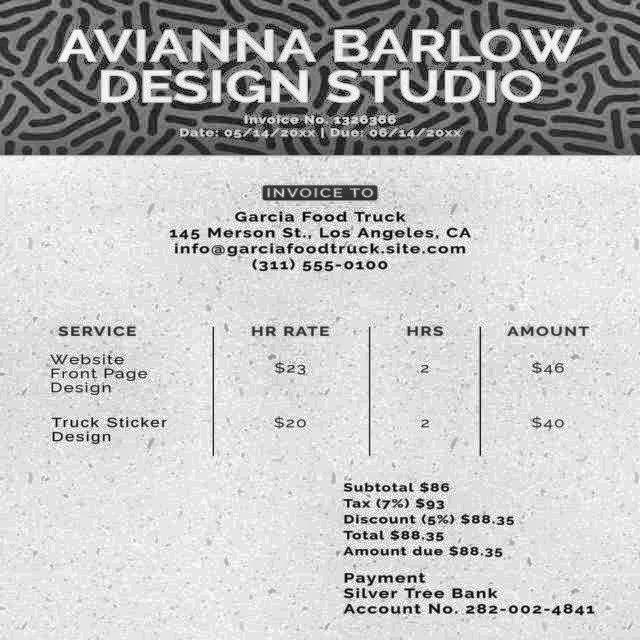 AVIANNA BARLOW
DESIGN STUDIO
Invoice No. 1326366
Date: 05/14/20xx | Due: 06/14/20xx
INVOICE TO
Garcia Food Truck
145 Merson St., Los Angeles, CA
info@garciafoodtruck.site.com
(311) 555-0100
SERVICE HR RATE HRS AMOUNT
Website
Front Page $23 2 $46
Design
Truck Sticker $20 2 $40
Design
Subtotal $86
Tax (7%) $93
Discount (5%) $88.35
Total $88.35
Amount due $88.35
Payment
Silver Tree Bank
Account No. 282-002-4841